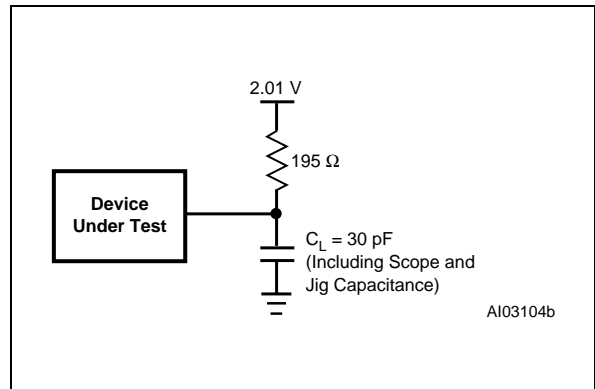 2.01 V
195 Ω
Device
Under Test
C_L = 30 pF
(Including Scope and
Jig Capacitance)
AI03104b